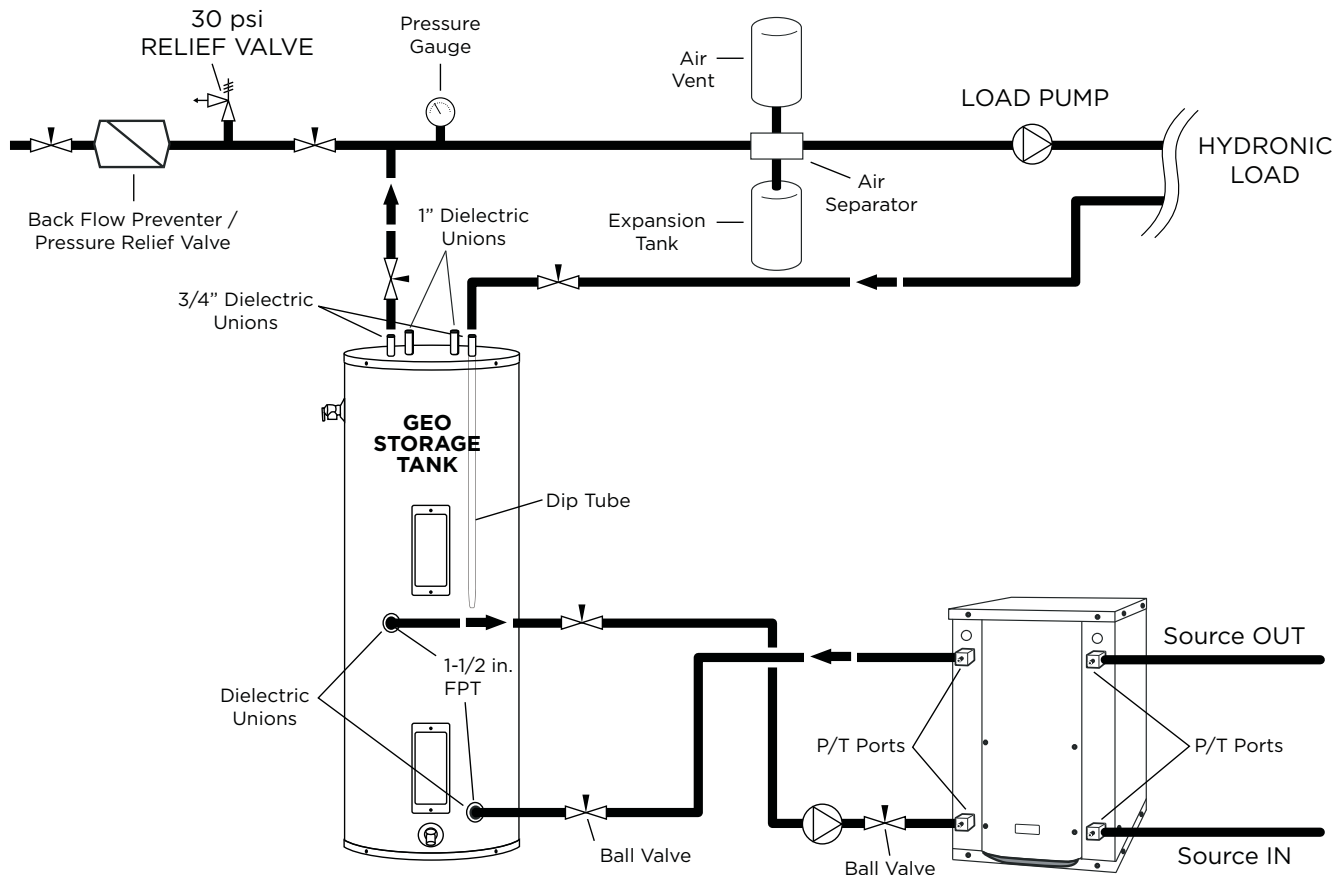 30 psi
RELIEF VALVE
Pressure
Gauge
Air
Vent
LOAD PUMP
HYDRONIC
LOAD
Back Flow Preventer /
Pressure Relief Valve
1” Dielectric
Unions
Expansion
Tank
Air
Separator
3/4” Dielectric
Unions
GEO
STORAGE
TANK
Dip Tube
Source OUT
1-1/2 in.
FPT
Dielectric
Unions
P/T Ports
P/T Ports
Ball Valve
Ball Valve
Source IN